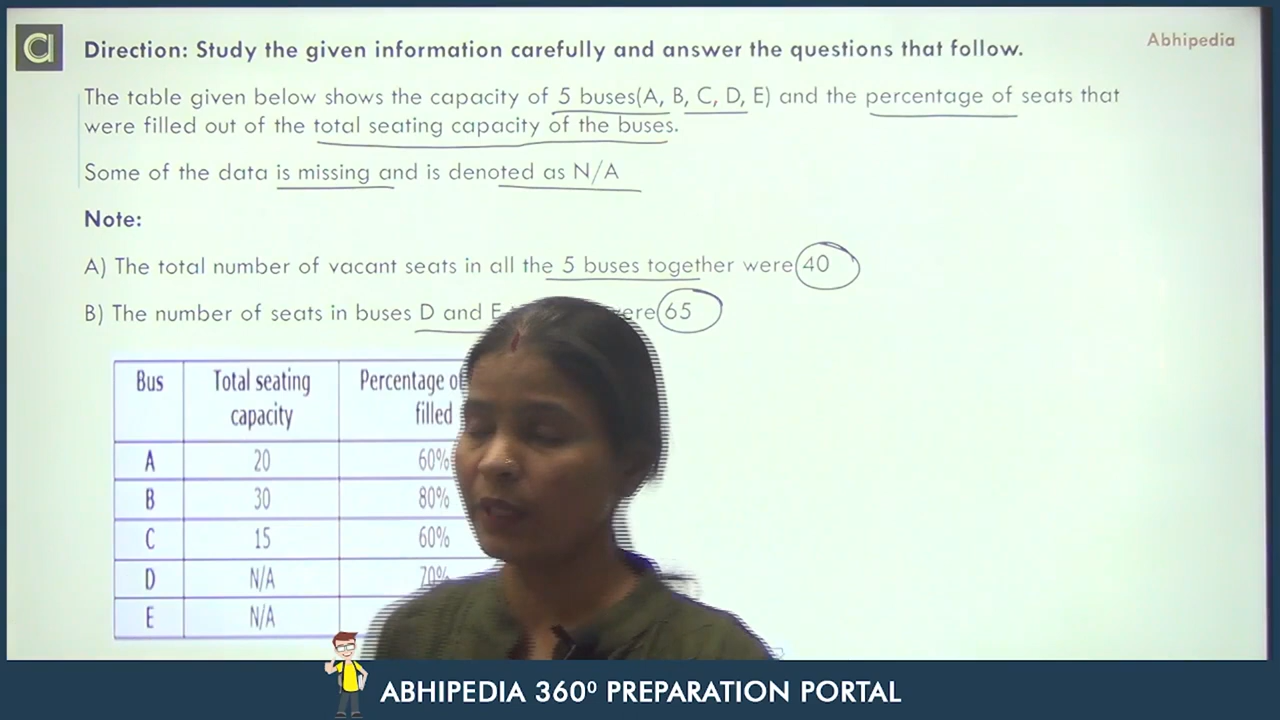 Abhipedia
Direction: Study the given information carefully and answer the questions that follow.
The table given below shows the capacity of 5 buses(A, B, C, D, E) and the percentage of seats that
were filled out of the total seating capacity of the buses.
Some of the data is missing and is denoted as N/A
Note:
A) The total number of vacant seats in all the 5 buses together were 40
B) The number of seats in buses D and E 65
Bus Total seating capacity Percentage filled
A 20 60%
B 30 80%
C 15 60%
D N/A 70%
E N/A
ABHIPEDIA 360⁰ PREPARATION PORTAL